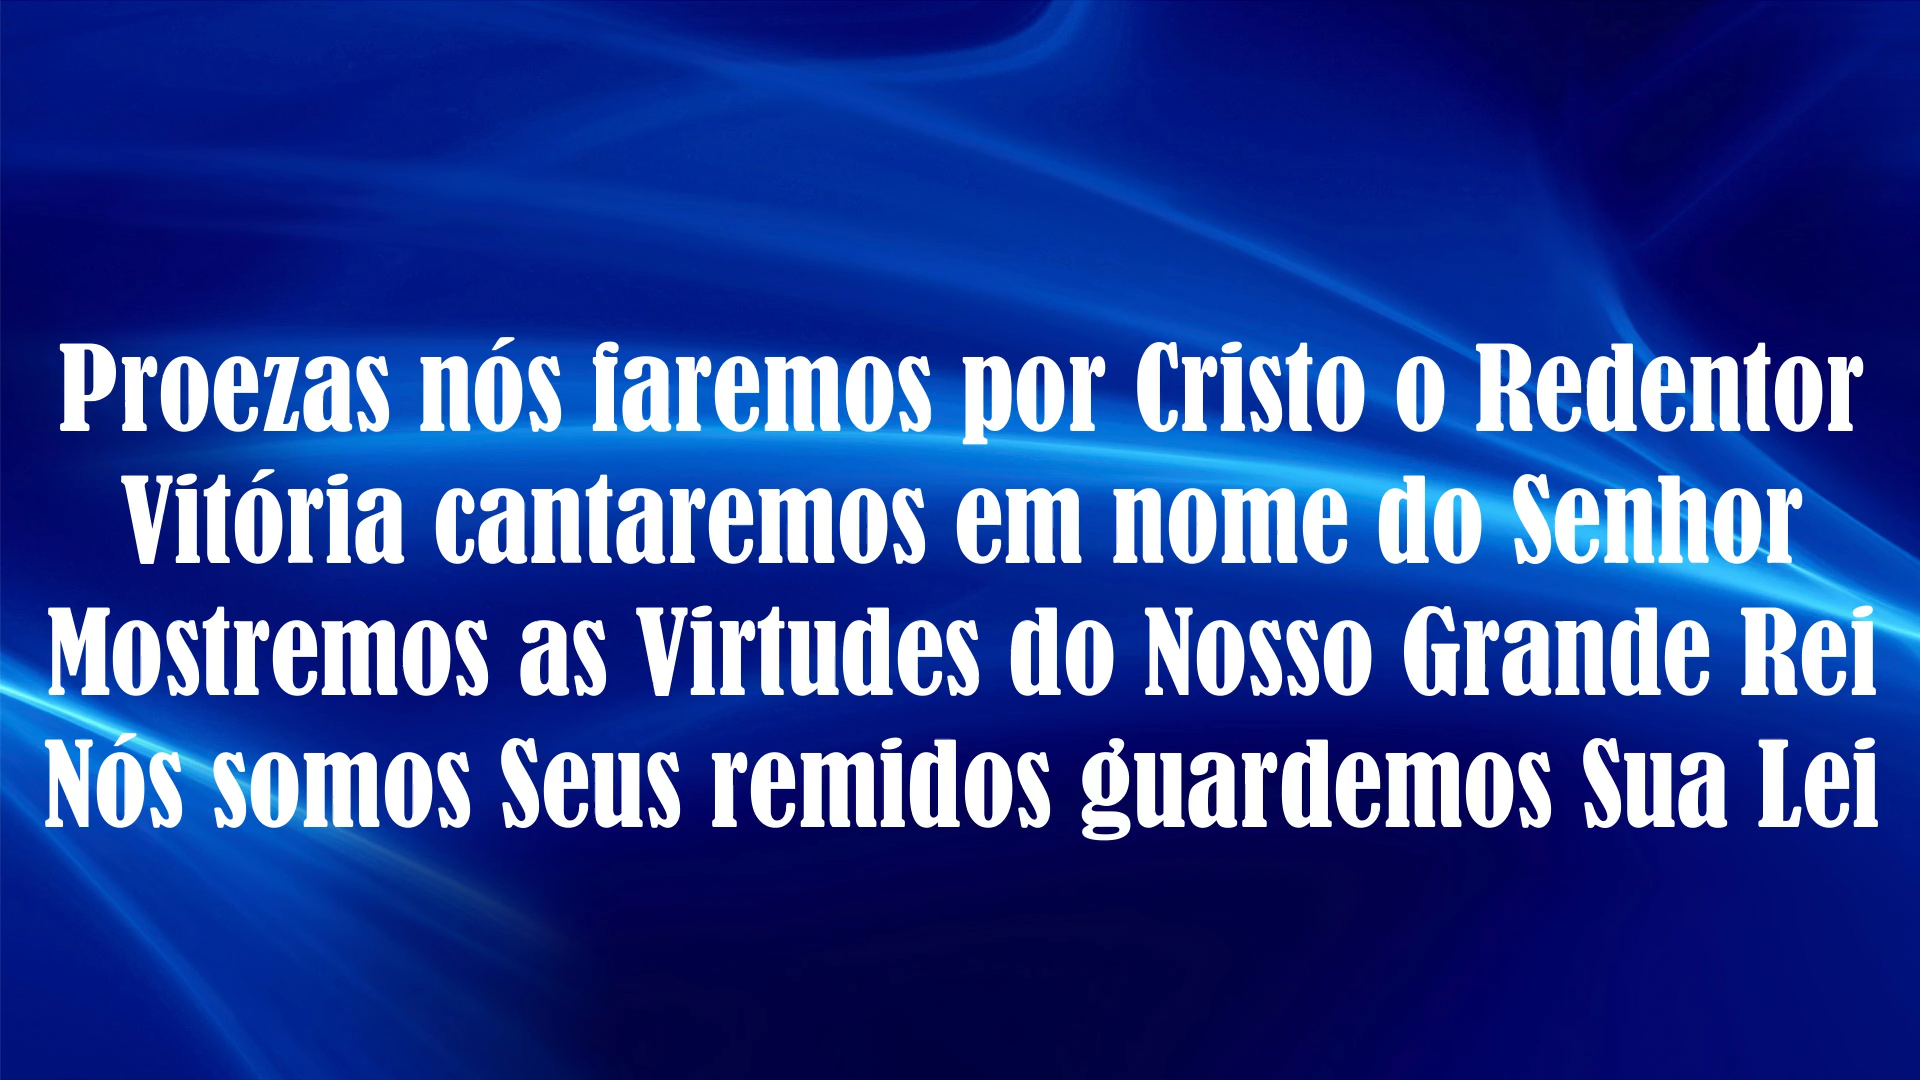 Proezas nós faremos por Cristo o Redentor
Vitória cantaremos em nome do Senhor
Mostremos as Virtudes do Nosso Grande Rei
Nós somos Seus remidos guardemos Sua Lei